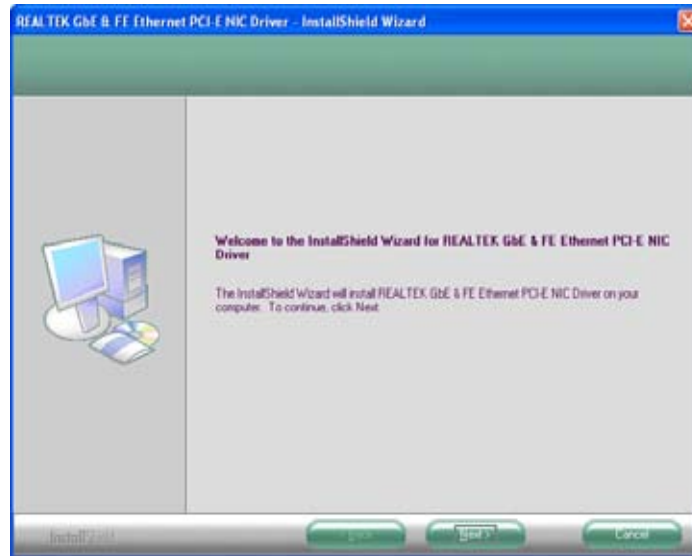 REALTEK GbE & FE Ethernet PCI-E NIC Driver - InstallShield Wizard
Welcome to the InstallShield Wizard for REALTEK GbE & FE Ethernet PCI-E NIC
Driver
The InstallShield Wizard will install REALTEK GbE & FE Ethernet PCI-E NIC Driver on your
computer. To continue, click Next
InstallShield
Next >
Cancel